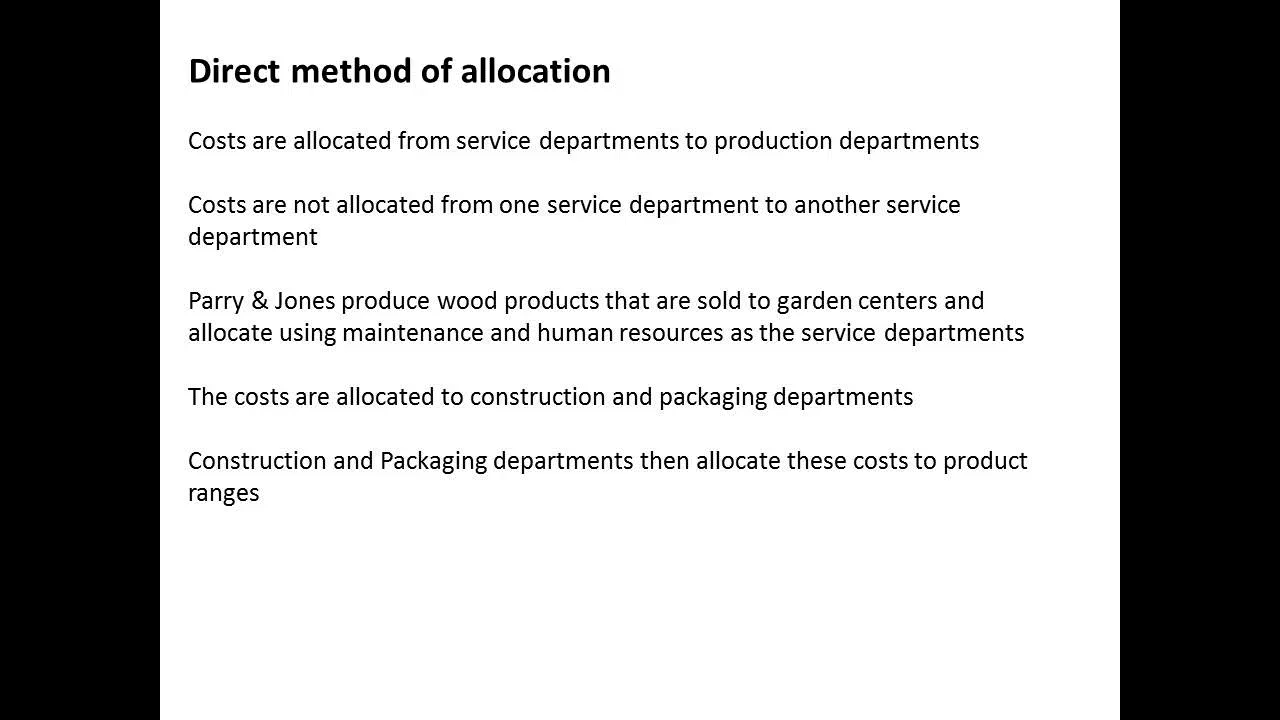 Direct method of allocation
Costs are allocated from service departments to production departments
Costs are not allocated from one service department to another service
department
Parry & Jones produce wood products that are sold to garden centers and
allocate using maintenance and human resources as the service departments
The costs are allocated to construction and packaging departments
Construction and Packaging departments then allocate these costs to product
ranges